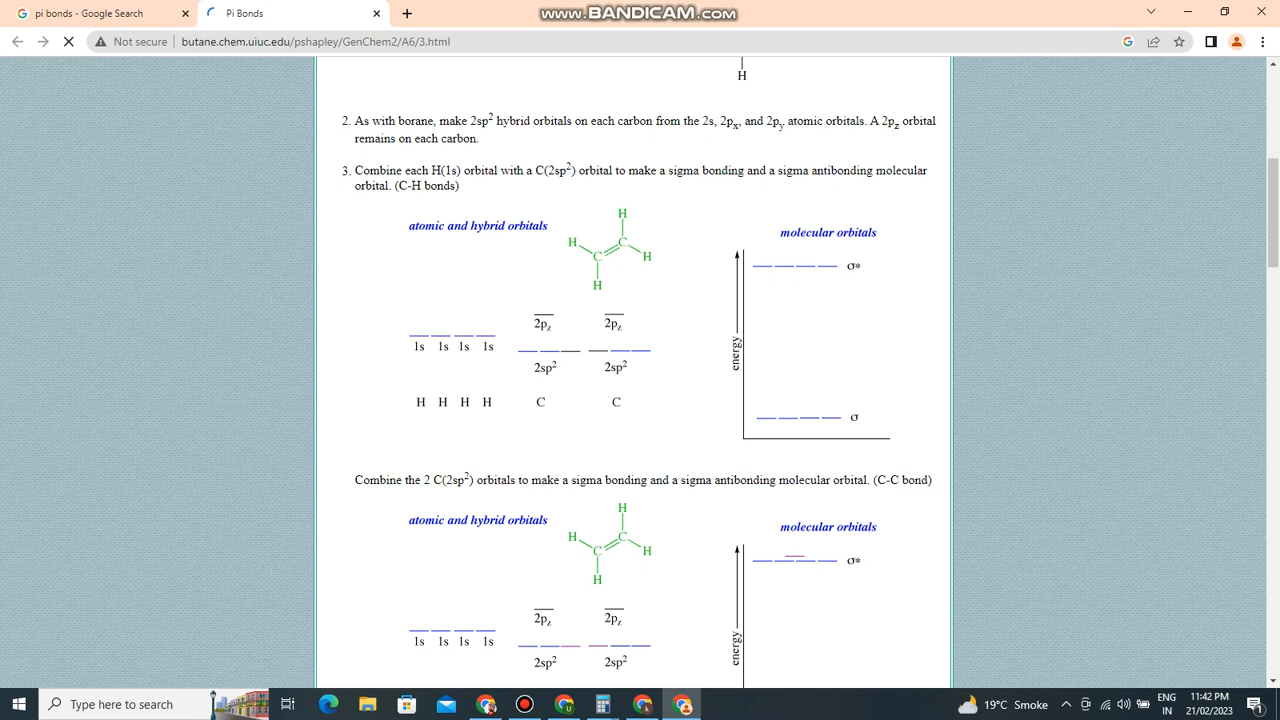 pi bonds - Google Search
Pi Bonds
www.BANDICAM.com
Not secure
butane.chem.uiuc.edu/pshapley/GenChem2/A6/3.html
H
2. As with borane, make 2sp² hybrid orbitals on each carbon from the 2s, 2pₓ, and 2pᵧ atomic orbitals. A 2p_z orbital
remains on each carbon.
3. Combine each H(1s) orbital with a C(2sp²) orbital to make a sigma bonding and a sigma antibonding molecular
orbital. (C-H bonds)
atomic and hybrid orbitals
H
H C
C H
H
molecular orbitals
σ*
2p_z 2p_z
1s 1s 1s 1s
2sp² 2sp²
energy
H H H H C C
σ
Combine the 2 C(2sp²) orbitals to make a sigma bonding and a sigma antibonding molecular orbital. (C-C bond)
atomic and hybrid orbitals
H
H C
C H
H
molecular orbitals
σ*
2p_z 2p_z
1s 1s 1s 1s
2sp² 2sp²
energy
Type here to search
19°C Smoke
ENG
IN
11:42 PM
21/02/2023